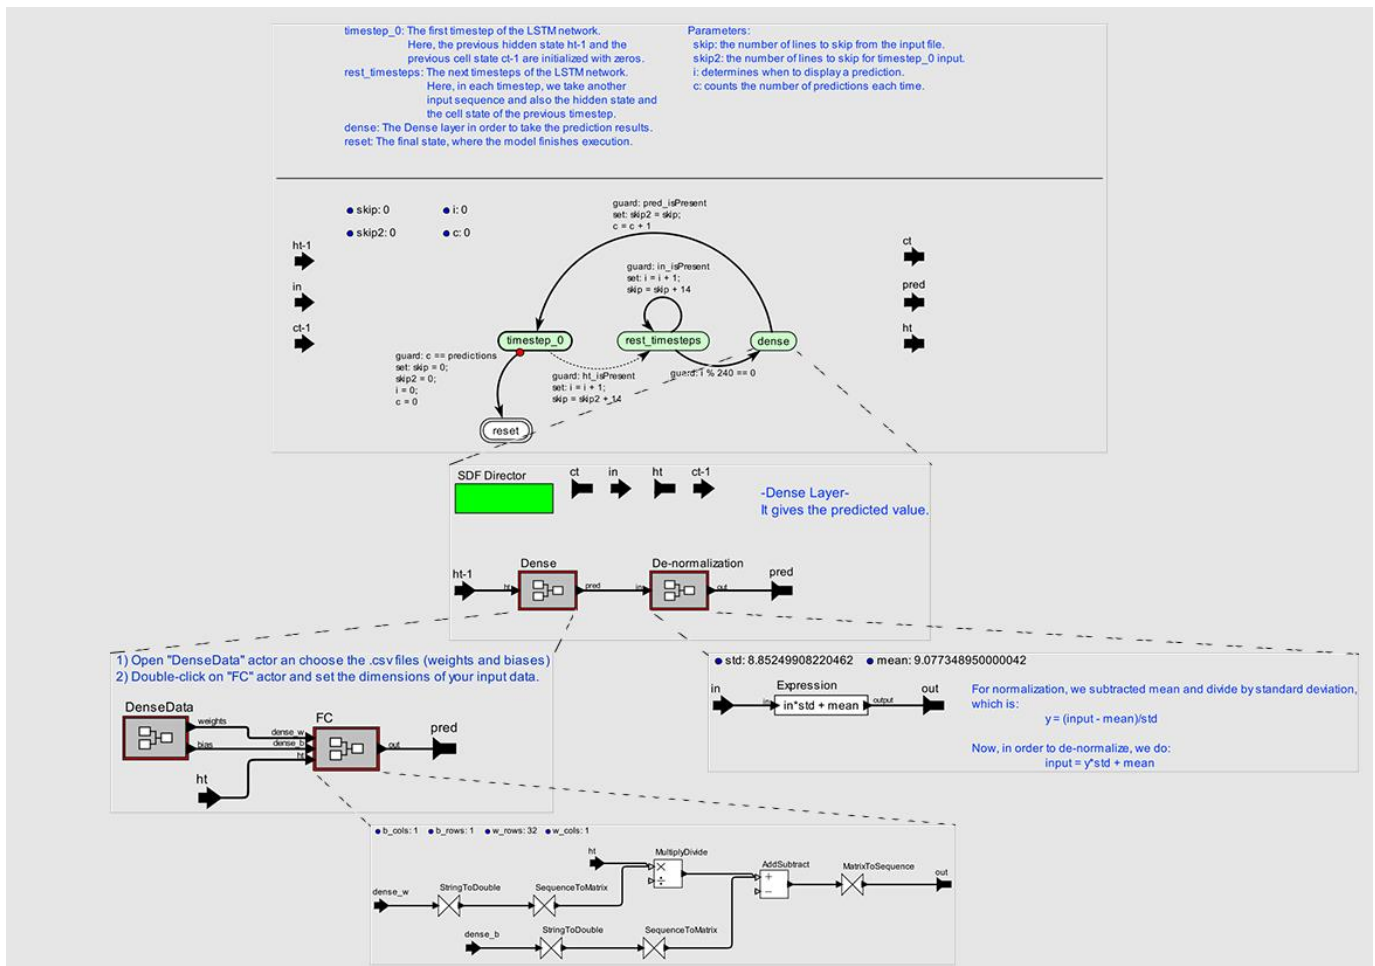 timestep_0: The first timestep of the LSTM network.
Here, the previous hidden state ht-1 and the
previous cell state ct-1 are initialized with zeros.
rest_timesteps: The next timesteps of the LSTM network.
Here, in each timestep, we take another
input sequence and also the hidden state and
the cell state of the previous timestep.
dense: The Dense layer in order to take the prediction results.
reset: The final state, where the model finishes execution.
Parameters:
skip: the number of lines to skip from the input file.
skip2: the number of lines to skip for timestep_0 input.
i: determines when to display a prediction.
c: counts the number of predictions each time.
skip: 0
i: 0
skip2: 0
c: 0
ht-1
in
ct-1
guard: pred_isPresent
set: skip2 = skip;
c = c + 1
guard: in_isPresent
set: i = i + 1;
skip = skip + 14
ct
pred
ht
timestep_0
rest_timesteps
dense
guard: c == predictions
set: skip = 0;
skip2 = 0;
i = 0;
c = 0
guard: ht_isPresent
set: i = i + 1;
skip = skip2 + 14
guard: i % 240 == 0
reset
SDF Director
ct
in
ht
ct-1
-Dense Layer-
It gives the predicted value.
ht-1
Dense
ht
pred
De-normalization
in
out
pred
1) Open "DenseData" actor an choose the .csv files (weights and biases)
2) Double-click on "FC" actor and set the dimensions of your input data.
DenseData
weights
bias
ht
FC
dense_w
dense_b
ht
out
pred
std: 8.85249908220462
mean: 9.077348950000042
in
Expression
in
in*std + mean
output
out
For normalization, we subtracted mean and divide by standard deviation,
which is:
y = (input - mean)/std
Now, in order to de-normalize, we do:
input = y*std + mean
b_cols: 1
b_rows: 1
w_rows: 32
w_cols: 1
ht
MultiplyDivide
AddSubtract
MatrixToSequence
out
dense_w
StringToDouble
SequenceToMatrix
dense_b
StringToDouble
SequenceToMatrix